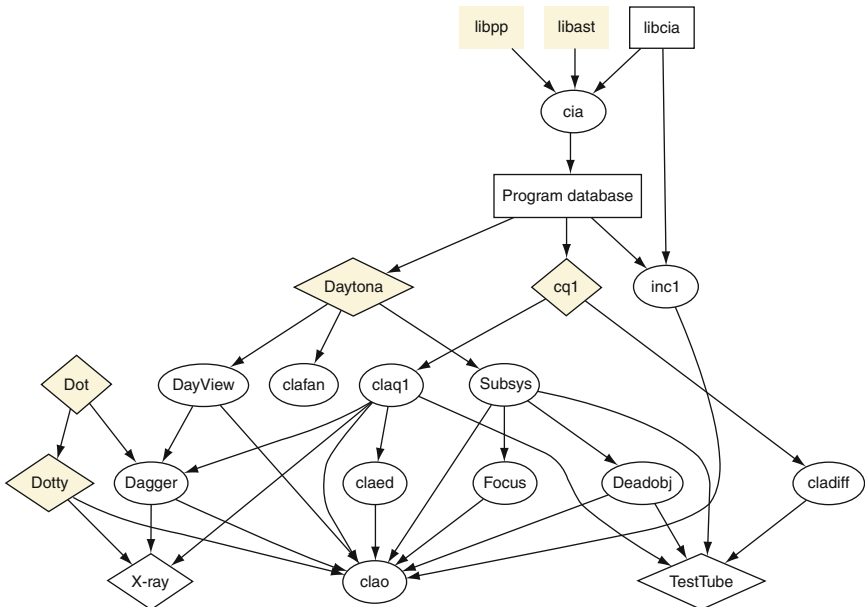 libpp
libast
libcia
cia
Program database
Daytona
cq1
inc1
Dot
DayView
clafan
claq1
Subsys
Dotty
Dagger
claed
Focus
Deadobj
cladiff
X-ray
clao
TestTube